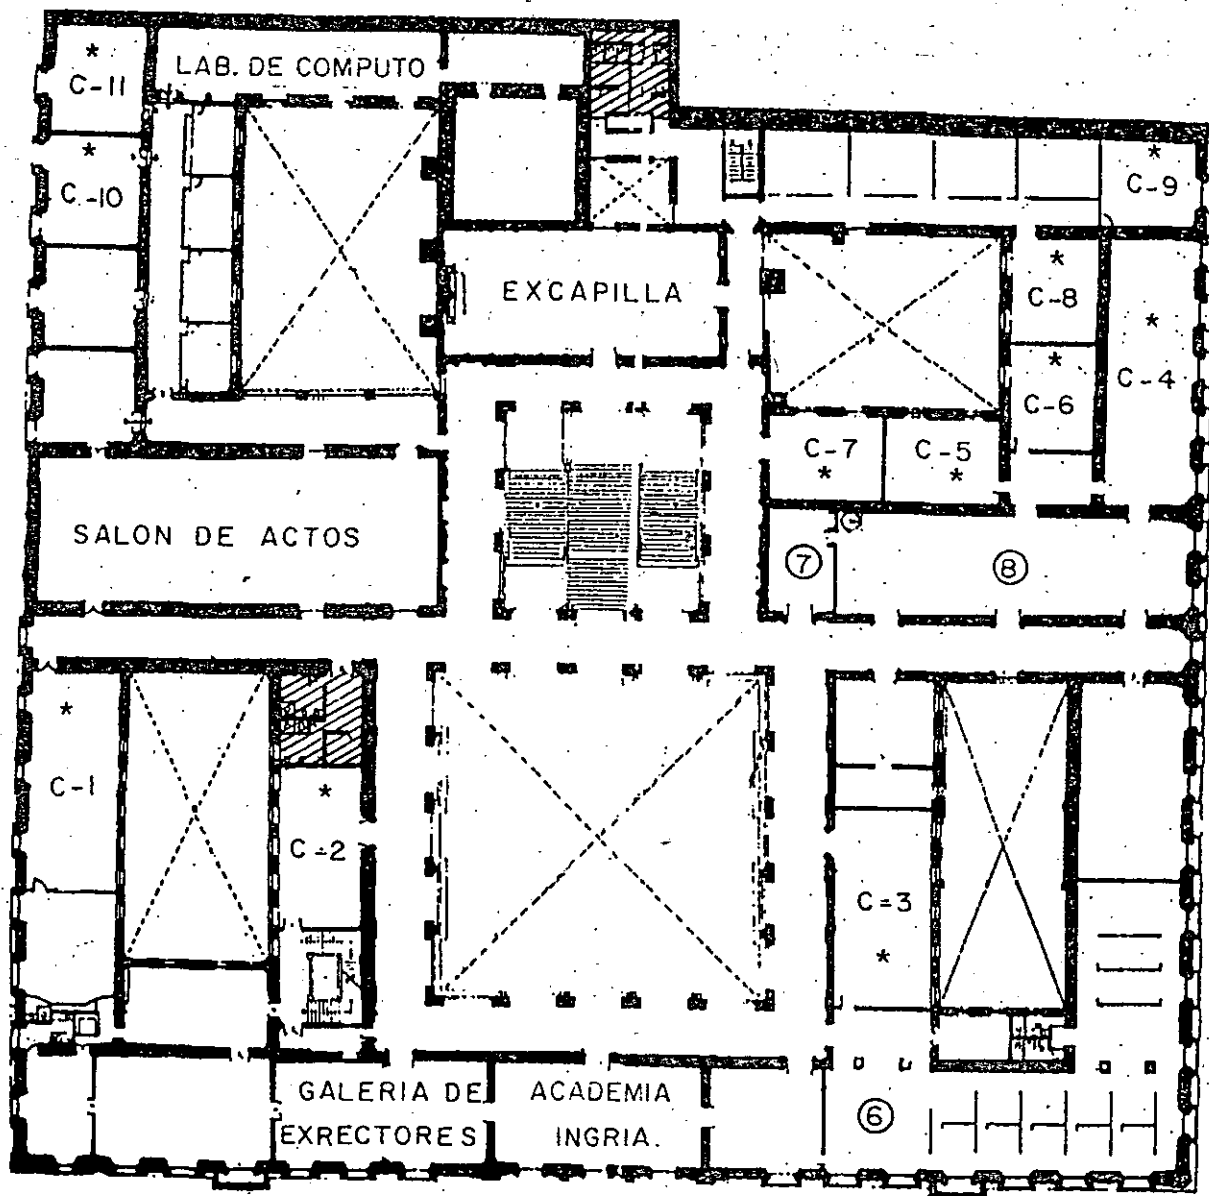 *
C-11
LAB. DE COMPUTO
*
C-10
*
C-9
EXCAPILLA
*
C-8
*
C-4
*
C-6
C-7
*
C-5
*
SALON DE ACTOS
7
8
*
C-1
*
C-2
C-3
*
GALERIA DE
EXRECTORES
ACADEMIA
INGRIA.
6